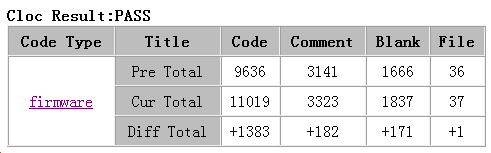 Cloc Result:PASS
Code Type Title Code Comment Blank File
Pre Total 9636 3141 1666 36
firmware Cur Total 11019 3323 1837 37
Diff Total +1383 +182 +171 +1